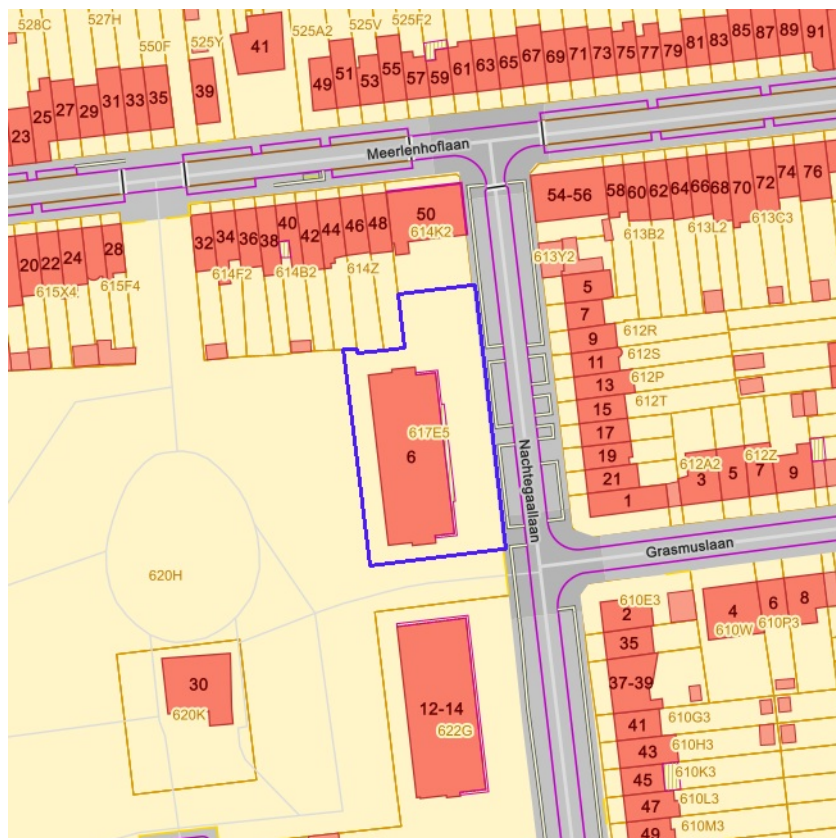 528C
527H
550F
525Y
41
525A2
525V
525F2
49 51 53 55 57 59 61 63 65 67 69 71 73 75 77 79 81 83 85 87 89 91
23 25 27 29 31 33 35
39
Meerlenhoflaan
20 22 24 28
615X4
615F4
32 34 36 38 40 42 44 46 48 50
614F2
614B2
614Z
614K2
54-56 58 60 62 64 66 68 70 72 74 76
613Y2
613B2
613L2
613C3
5
7
9
612R
11
612S
13
612P
15
612T
17
19
21
1
612A2
3
5
612Z
7
9
617E5
6
Nachtegaallaan
Grasmuslaan
620H
610E3
2
4
6
8
610W
610P3
35
37-39
30
620K
12-14
622G
41
610G3
43
610H3
45
610K3
47
610L3
49
610M3